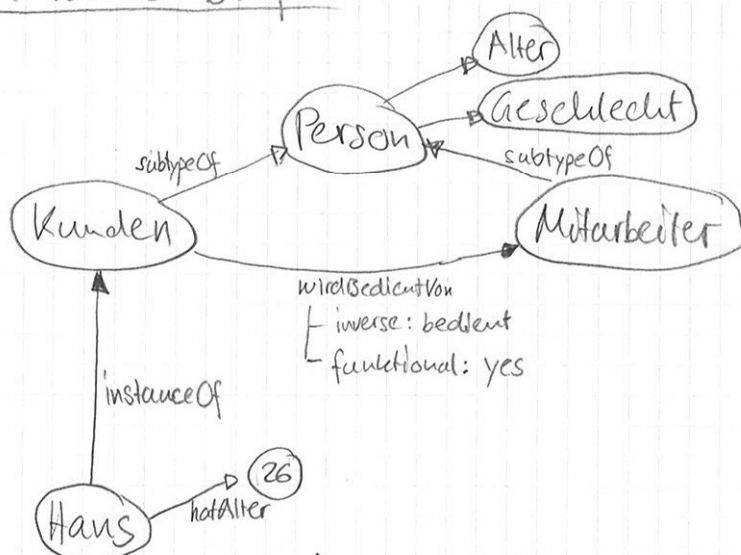 Alter
Geschlecht
Person
subtypeOf
subtypeOf
Kunden
Mitarbeiter
wirdBedientVon
inverse: bedient
funktional: yes
instanceOf
26
hatAlter
Hans